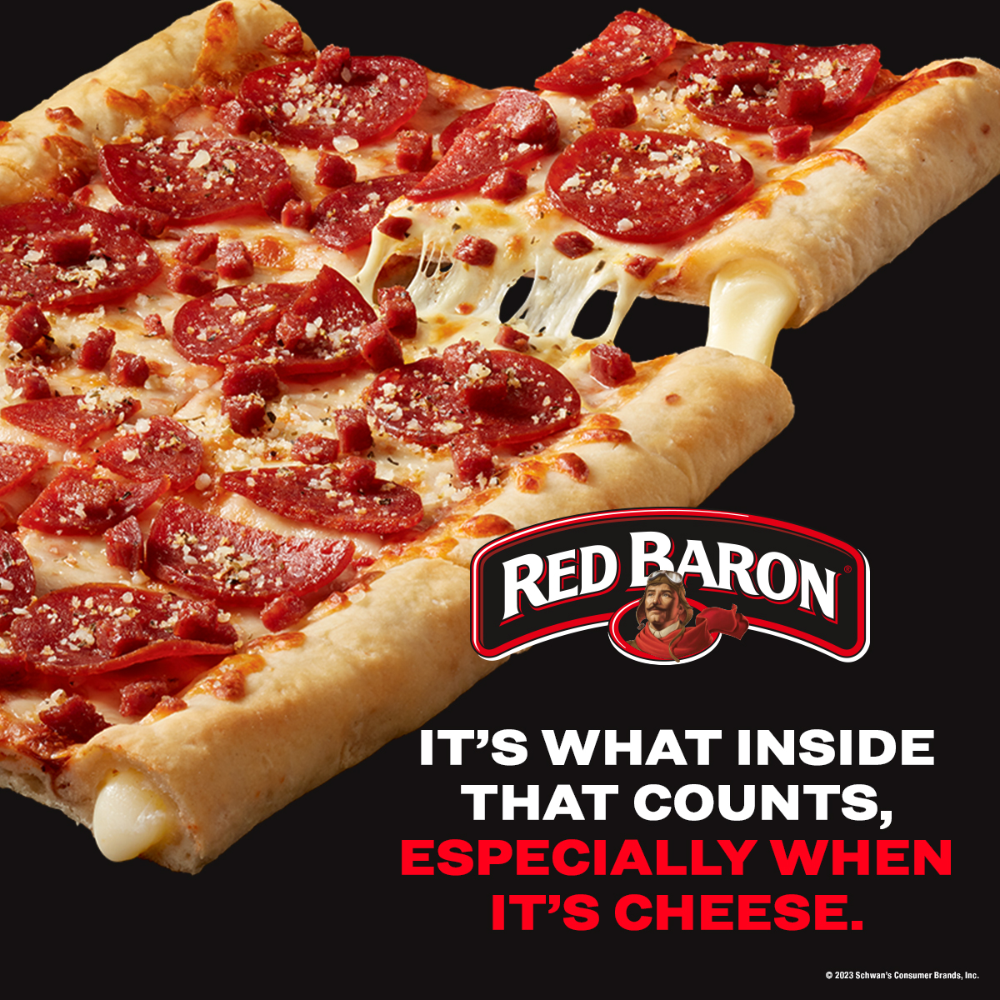 RED BARON®
IT'S WHAT INSIDE
THAT COUNTS,
ESPECIALLY WHEN
IT'S CHEESE.
© 2023 Schwan's Consumer Brands, Inc.